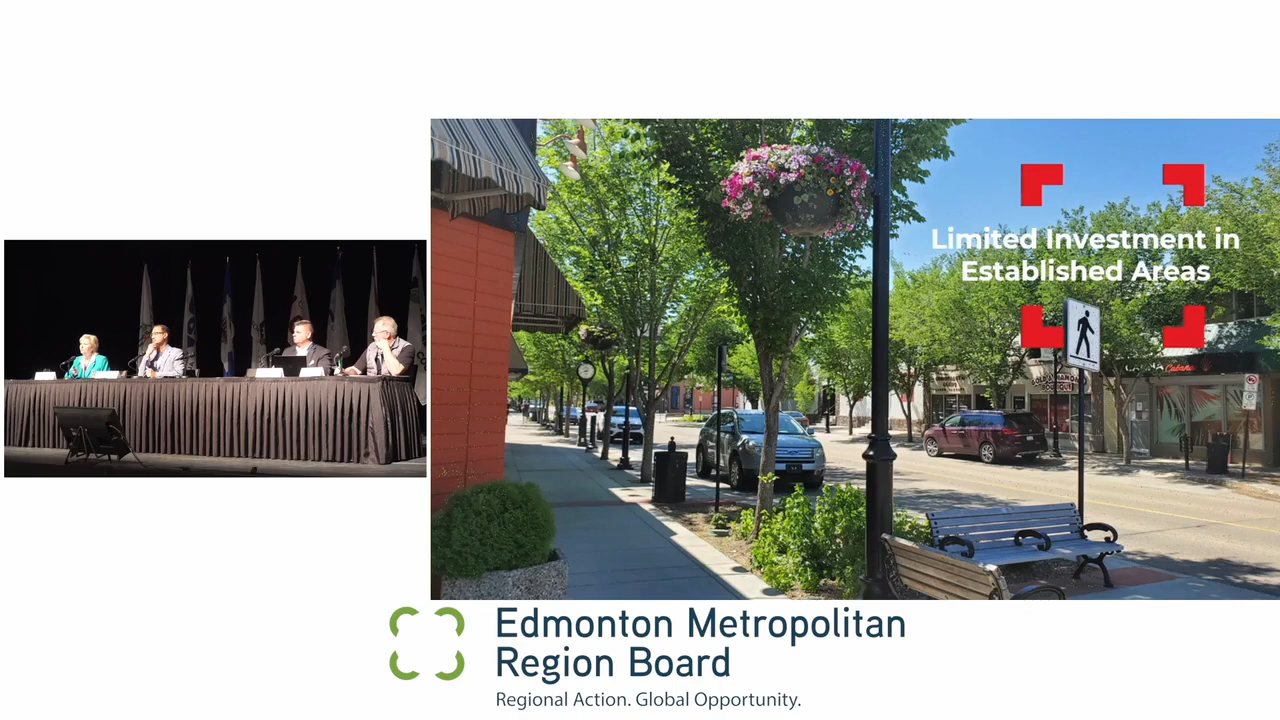 Limited Investment in
Established Areas
Edmonton Metropolitan
Region Board
Regional Action. Global Opportunity.